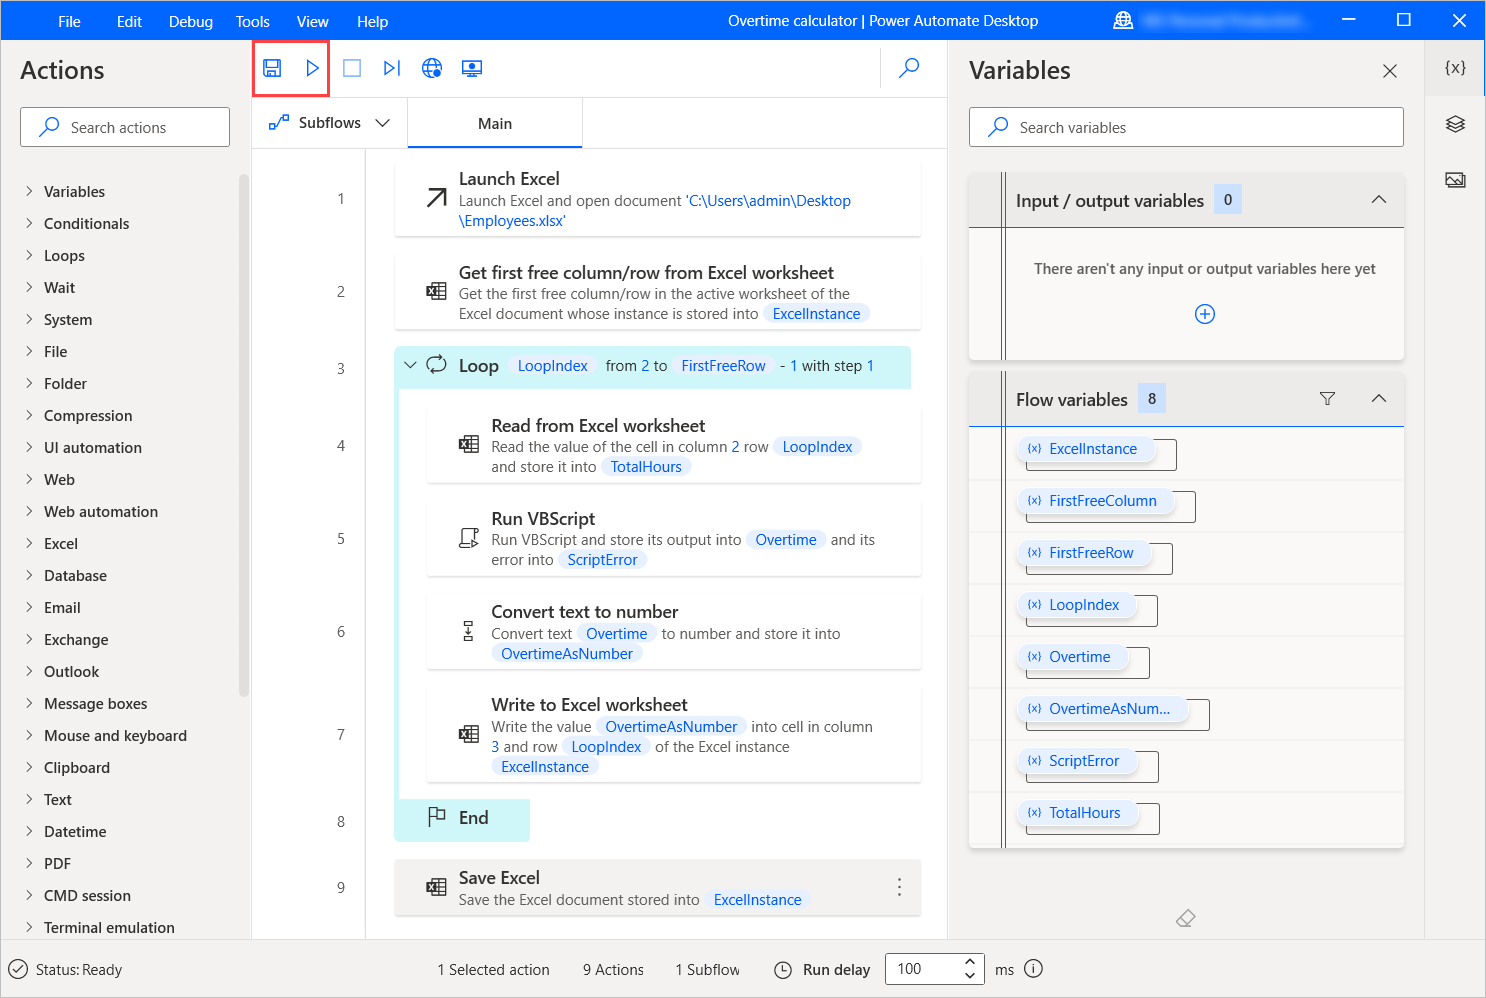 File Edit Debug Tools View Help Overtime calculator | Power Automate Desktop
Actions
Search actions
Variables
Conditionals
Loops
Wait
System
File
Folder
Compression
UI automation
Web
Web automation
Excel
Database
Email
Exchange
Outlook
Message boxes
Mouse and keyboard
Clipboard
Text
Datetime
PDF
CMD session
Terminal emulation
Subflows Main
1
Launch Excel
Launch Excel and open document 'C:\Users\admin\Desktop
\Employees.xlsx'
2
Get first free column/row from Excel worksheet
Get the first free column/row in the active worksheet of the
Excel document whose instance is stored into ExcelInstance
3
Loop LoopIndex from 2 to FirstFreeRow - 1 with step 1
4
Read from Excel worksheet
Read the value of the cell in column 2 row LoopIndex
and store it into TotalHours
5
Run VBScript
Run VBScript and store its output into Overtime and its
error into ScriptError
6
Convert text to number
Convert text Overtime to number and store it into
OvertimeAsNumber
7
Write to Excel worksheet
Write the value OvertimeAsNumber into cell in column
3 and row LoopIndex of the Excel instance
ExcelInstance
8
End
9
Save Excel
Save the Excel document stored into ExcelInstance
Variables
{x}
Search variables
Input / output variables 0
There aren't any input or output variables here yet
Flow variables 8
{x} ExcelInstance
{x} FirstFreeColumn
{x} FirstFreeRow
{x} LoopIndex
{x} Overtime
{x} OvertimeAsNum...
{x} ScriptError
{x} TotalHours
Status: Ready 1 Selected action 9 Actions 1 Subflow Run delay 100 ms